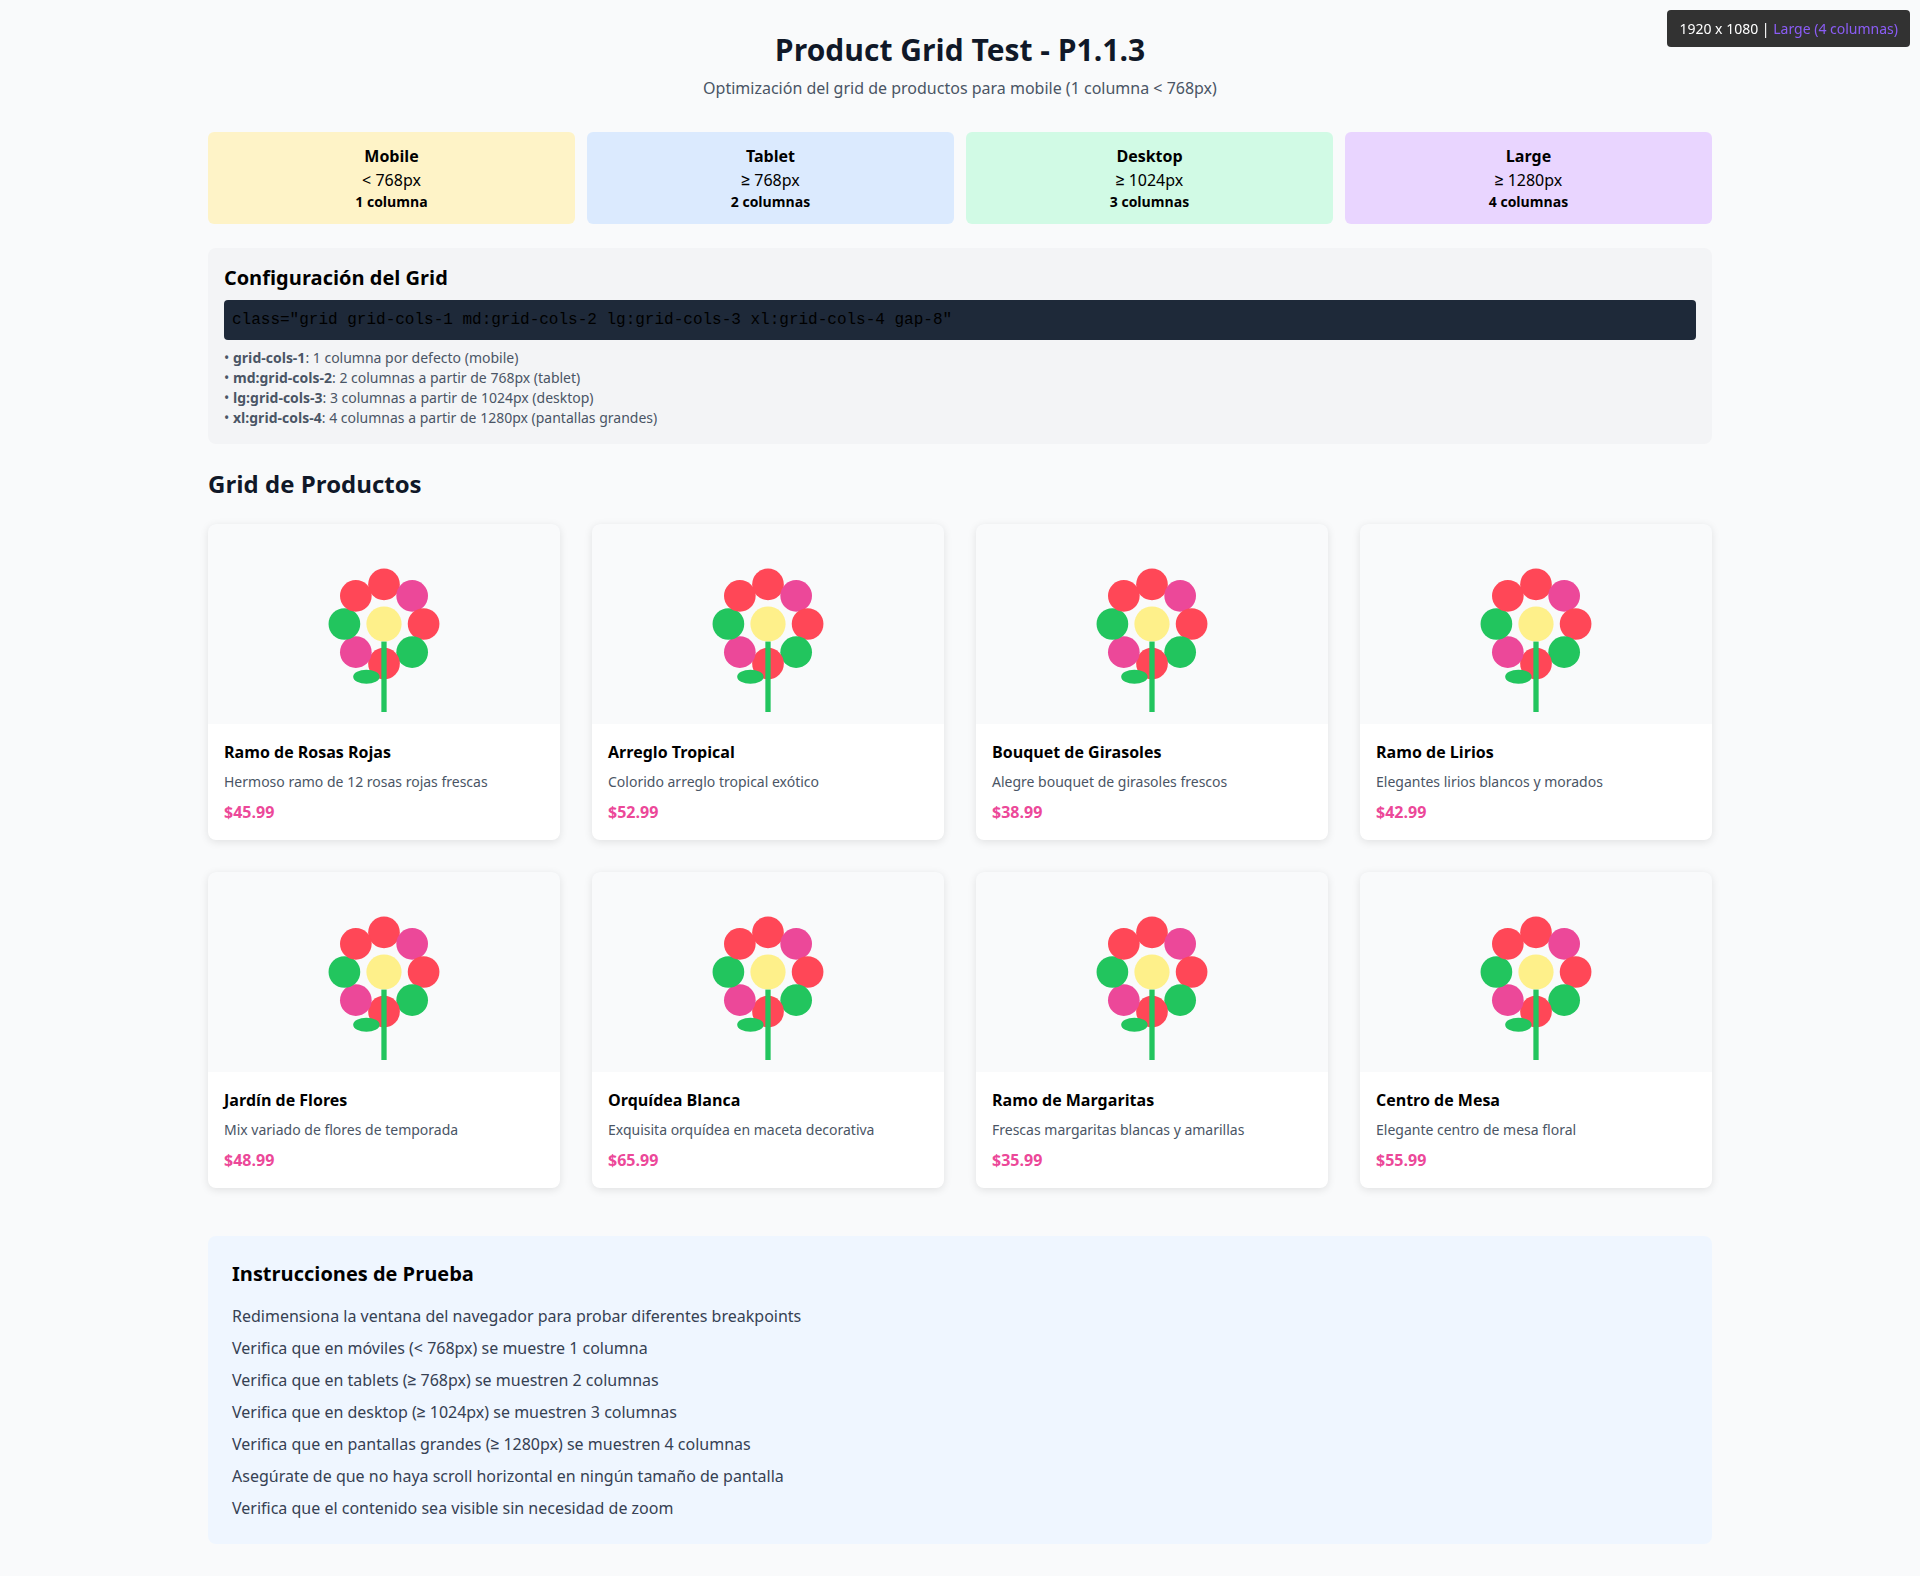 1920 x 1080 | Large (4 columnas)
Product Grid Test - P1.1.3
Optimización del grid de productos para mobile (1 columna < 768px)
Mobile
< 768px
1 columna
Tablet
≥ 768px
2 columnas
Desktop
≥ 1024px
3 columnas
Large
≥ 1280px
4 columnas
Configuración del Grid
class="grid grid-cols-1 md:grid-cols-2 lg:grid-cols-3 xl:grid-cols-4 gap-8"
• grid-cols-1: 1 columna por defecto (mobile)
• md:grid-cols-2: 2 columnas a partir de 768px (tablet)
• lg:grid-cols-3: 3 columnas a partir de 1024px (desktop)
• xl:grid-cols-4: 4 columnas a partir de 1280px (pantallas grandes)
Grid de Productos
Ramo de Rosas Rojas
Hermoso ramo de 12 rosas rojas frescas
$45.99
Arreglo Tropical
Colorido arreglo tropical exótico
$52.99
Bouquet de Girasoles
Alegre bouquet de girasoles frescos
$38.99
Ramo de Lirios
Elegantes lirios blancos y morados
$42.99
Jardín de Flores
Mix variado de flores de temporada
$48.99
Orquídea Blanca
Exquisita orquídea en maceta decorativa
$65.99
Ramo de Margaritas
Frescas margaritas blancas y amarillas
$35.99
Centro de Mesa
Elegante centro de mesa floral
$55.99
Instrucciones de Prueba
Redimensiona la ventana del navegador para probar diferentes breakpoints
Verifica que en móviles (< 768px) se muestre 1 columna
Verifica que en tablets (≥ 768px) se muestren 2 columnas
Verifica que en desktop (≥ 1024px) se muestren 3 columnas
Verifica que en pantallas grandes (≥ 1280px) se muestren 4 columnas
Asegúrate de que no haya scroll horizontal en ningún tamaño de pantalla
Verifica que el contenido sea visible sin necesidad de zoom